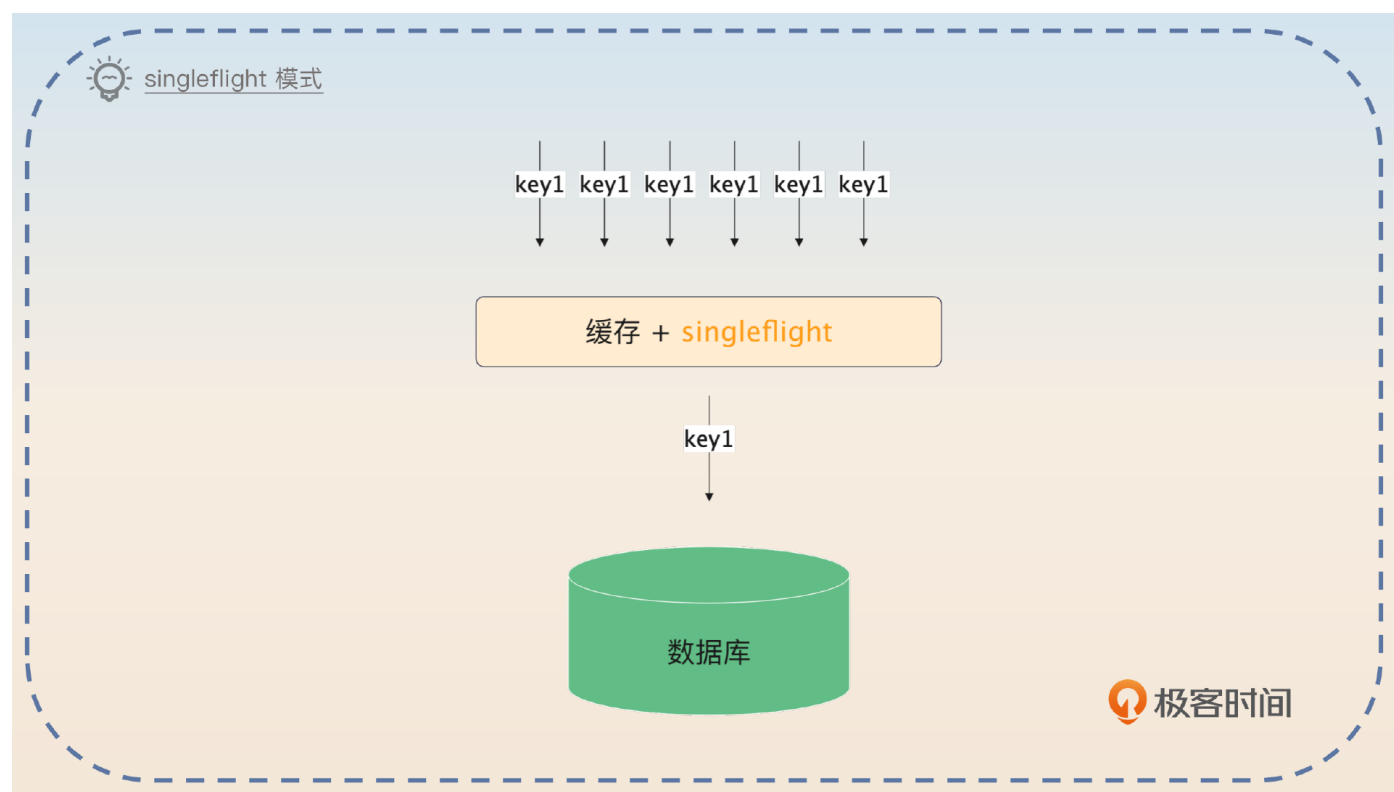 singleflight 模式
key1 key1 key1 key1 key1 key1
缓存 + singleflight
key1
数据库
极客时间